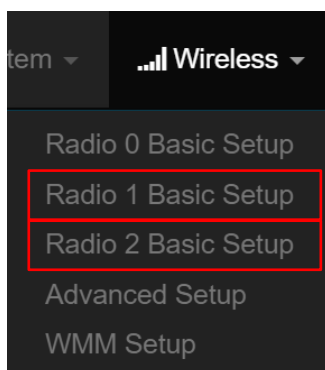 tem Wireless
Radio 0 Basic Setup
Radio 1 Basic Setup
Radio 2 Basic Setup
Advanced Setup
WMM Setup